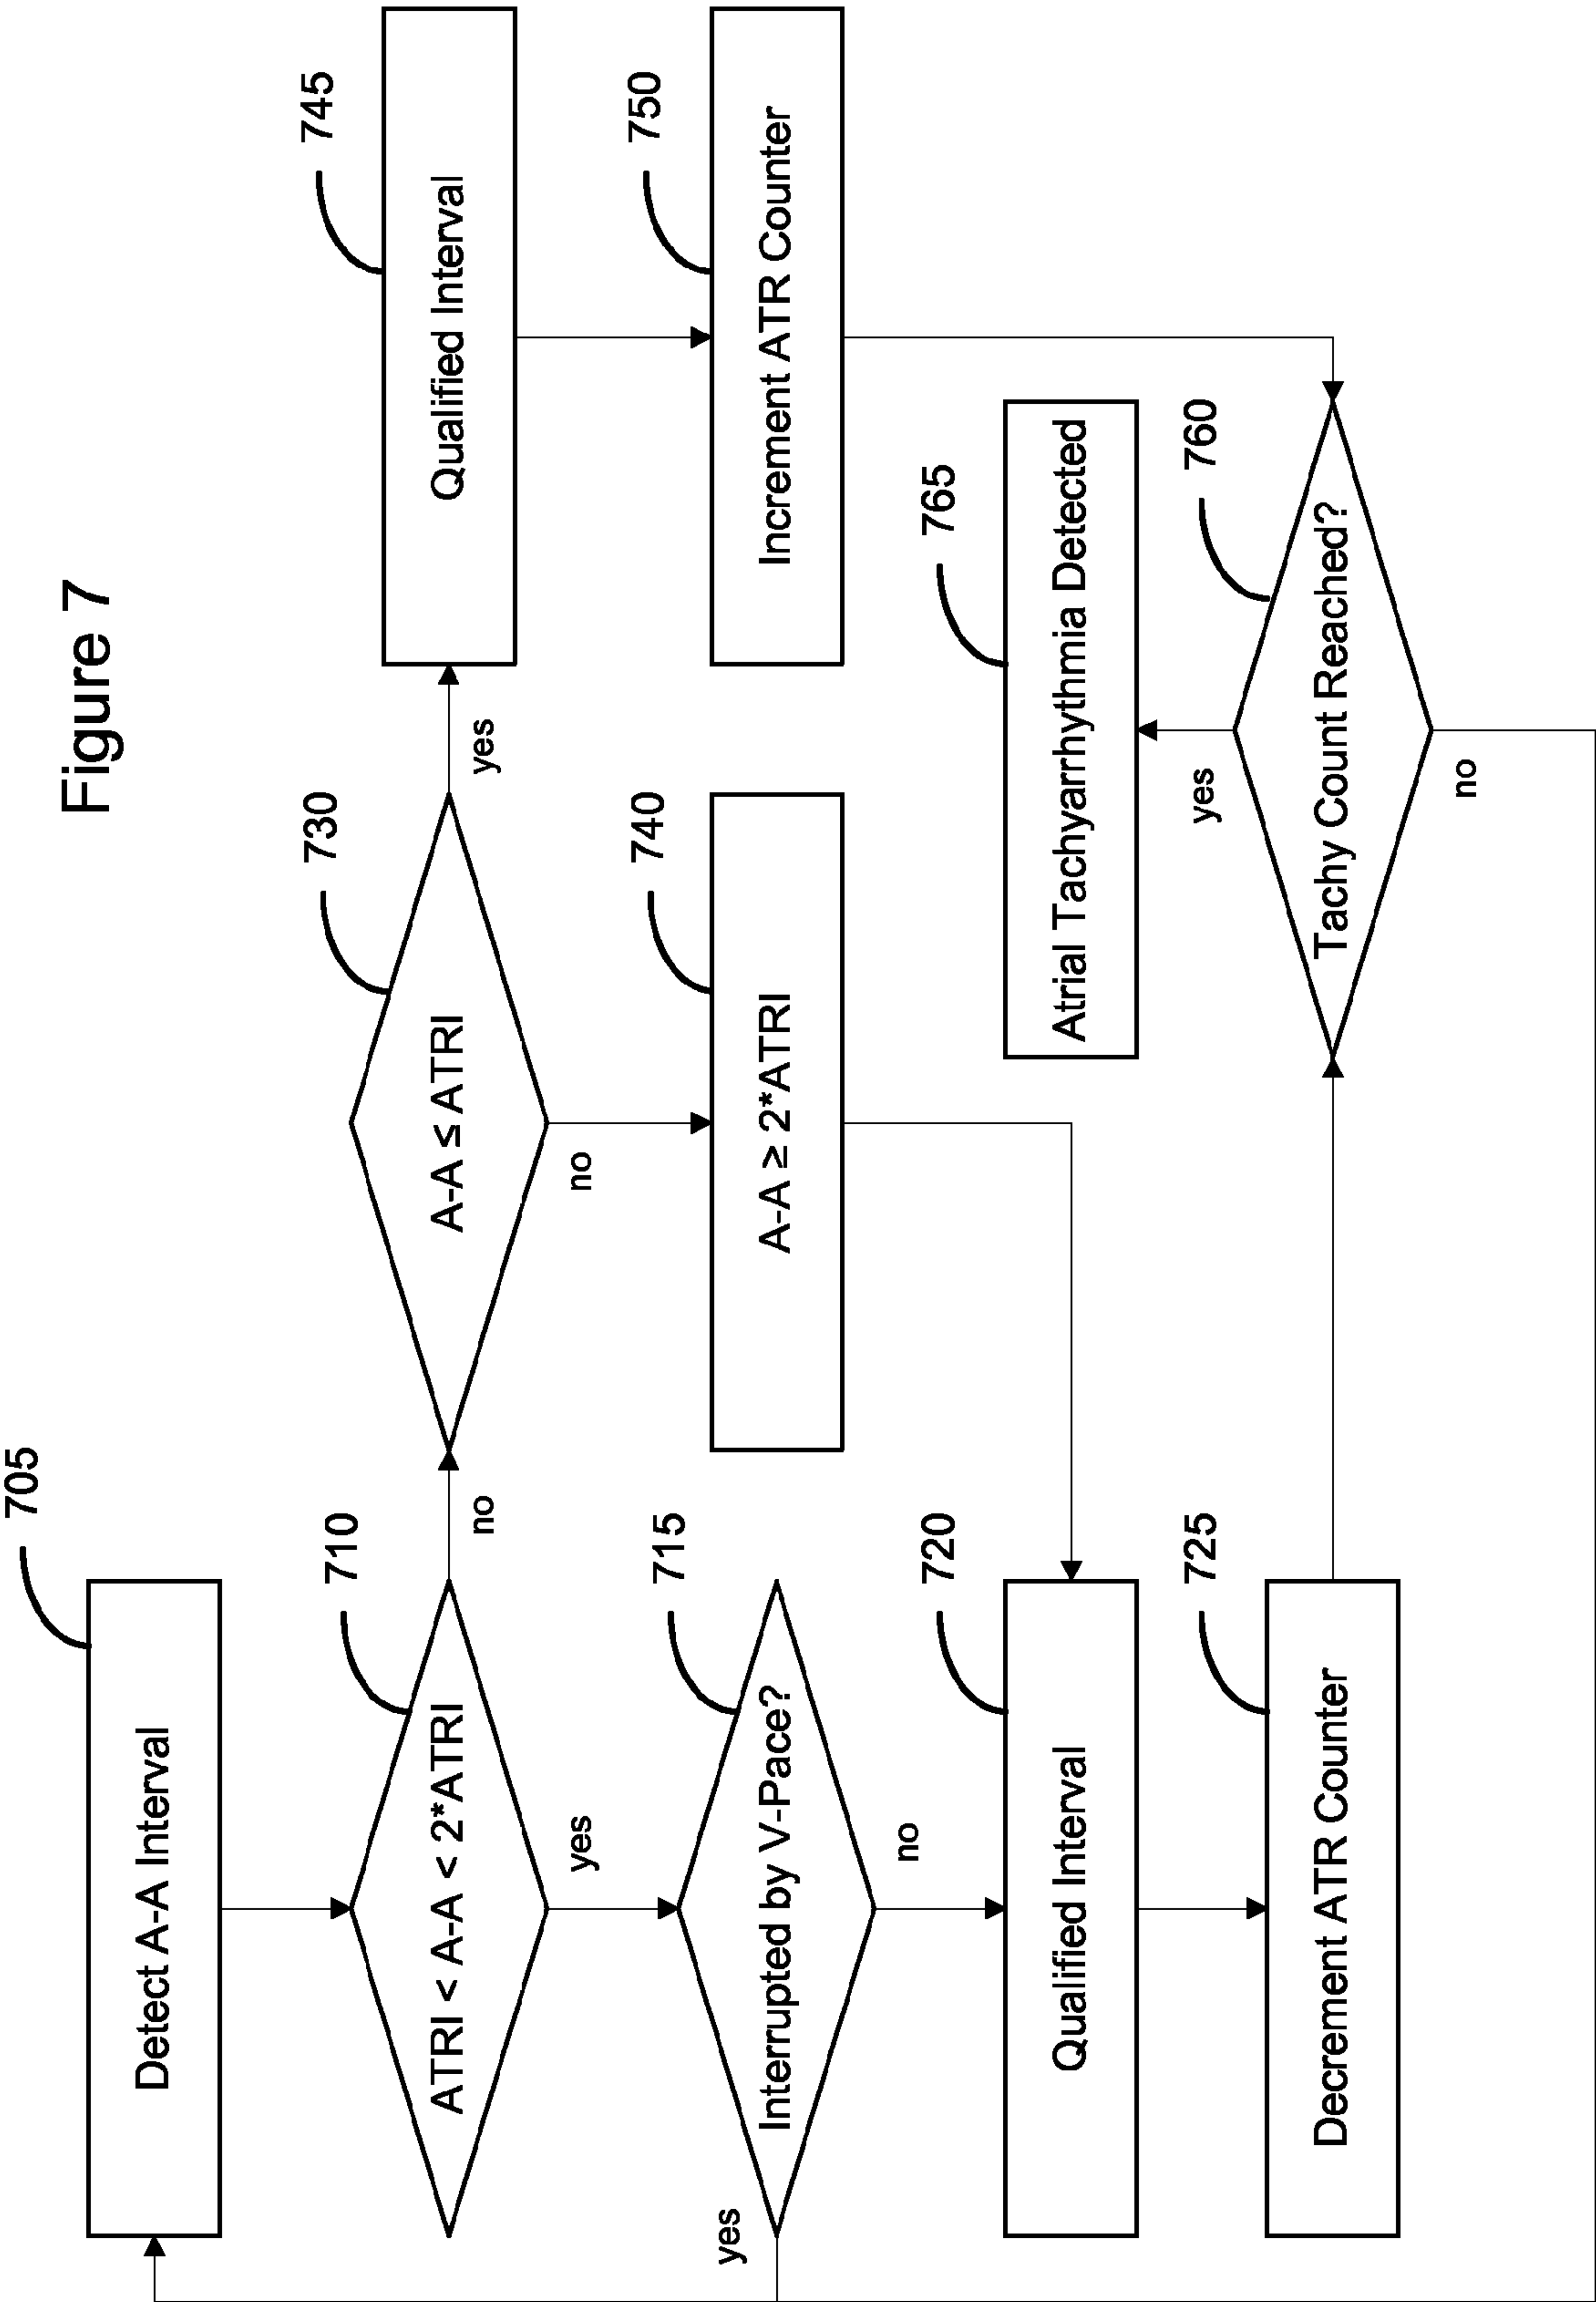 Figure 7
705
Detect A-A Interval
710
ATRI < A-A < 2*ATRI
no
yes
730
A-A ≤ ATRI
yes
no
745
Qualified Interval
715
Interrupted by V-Pace?
yes
no
740
A-A ≥ 2*ATRI
750
Increment ATR Counter
720
Qualified Interval
765
Atrial Tachyarrhythmia Detected
725
Decrement ATR Counter
yes
760
Tachy Count Reached?
no